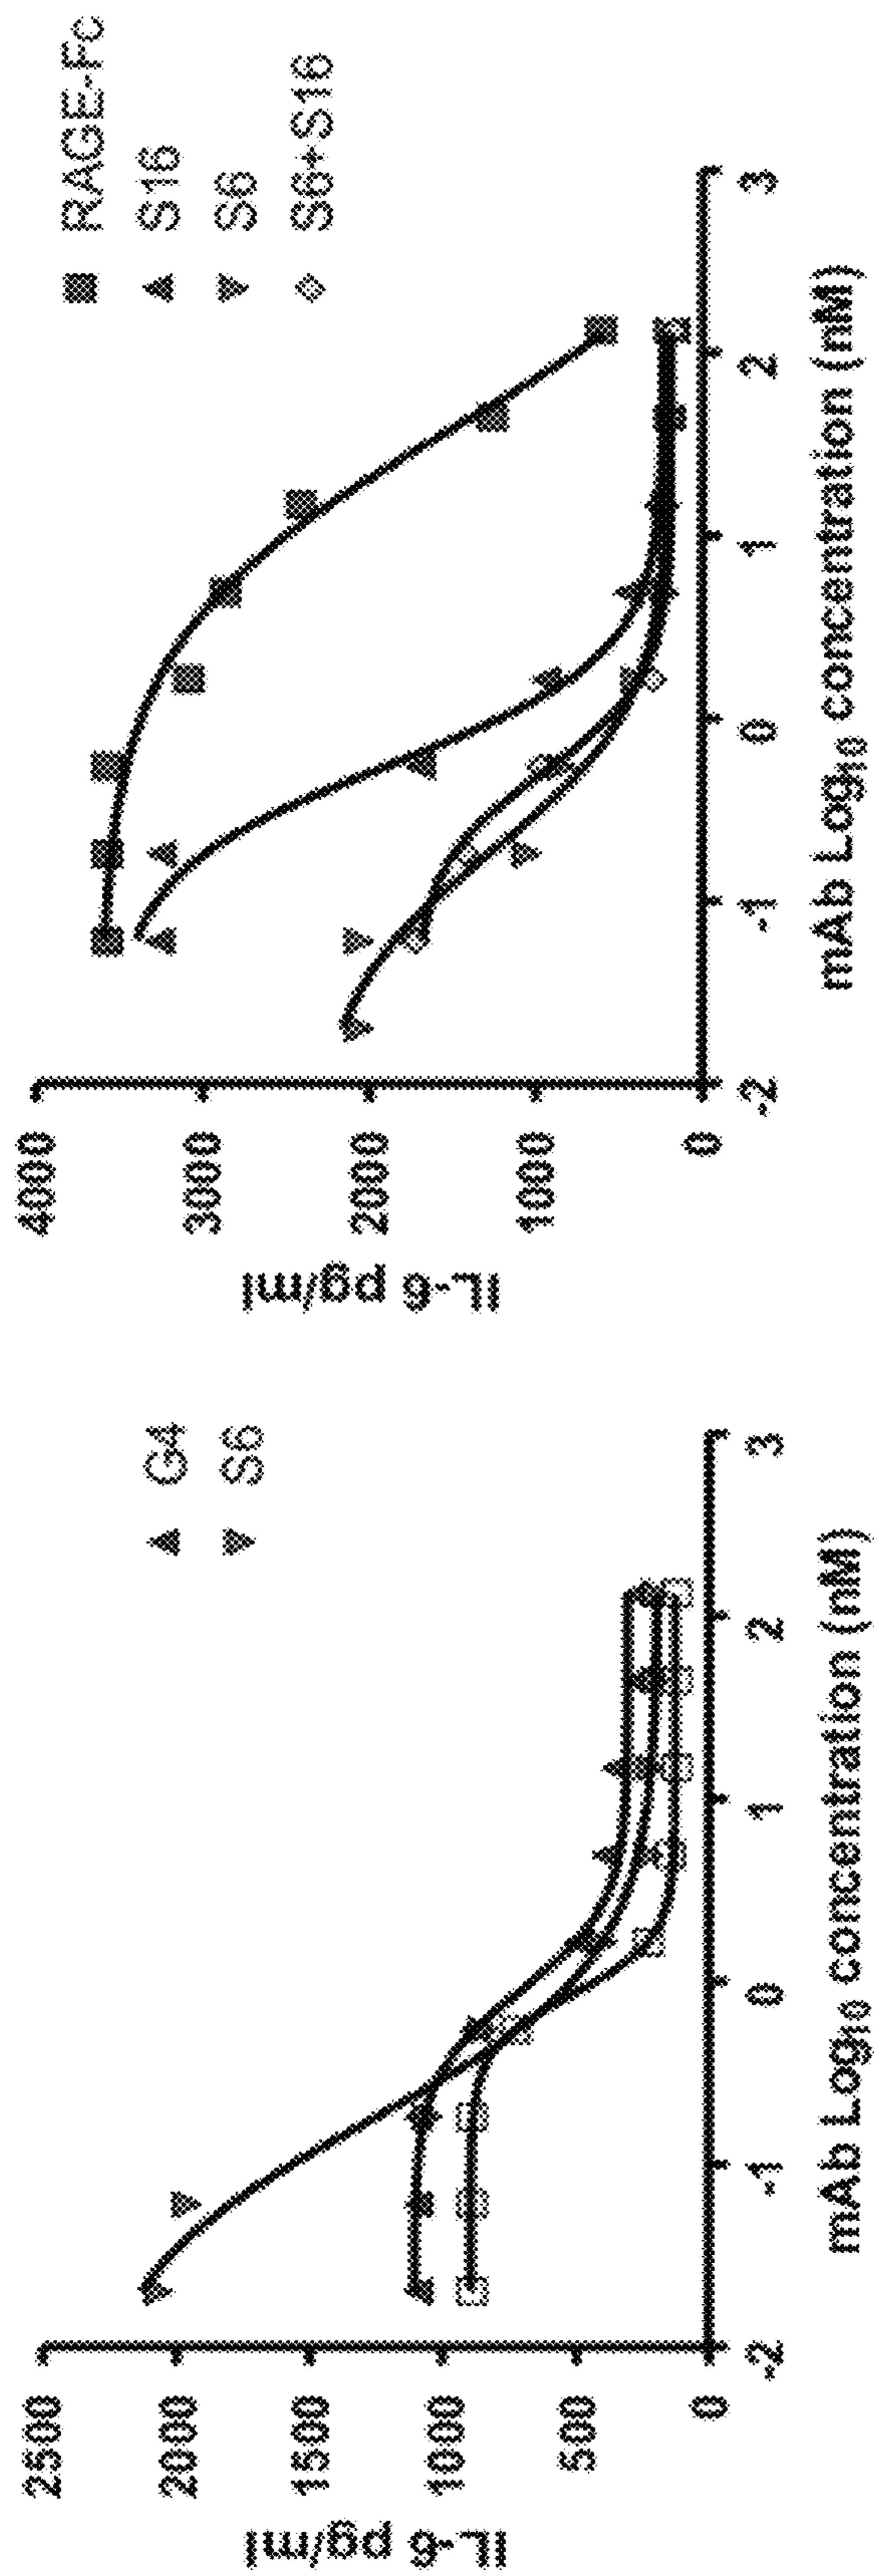 IL-6 pg/ml
2500
2000
1500
1000
500
0
-2
-1
0
1
2
3
mAb Log10 concentration (nM)
G4
S6
IL-6 pg/ml
4000
3000
2000
1000
0
-2
-1
0
1
2
3
mAb Log10 concentration (nM)
RAGE-Fc
S16
S6
S6+S16